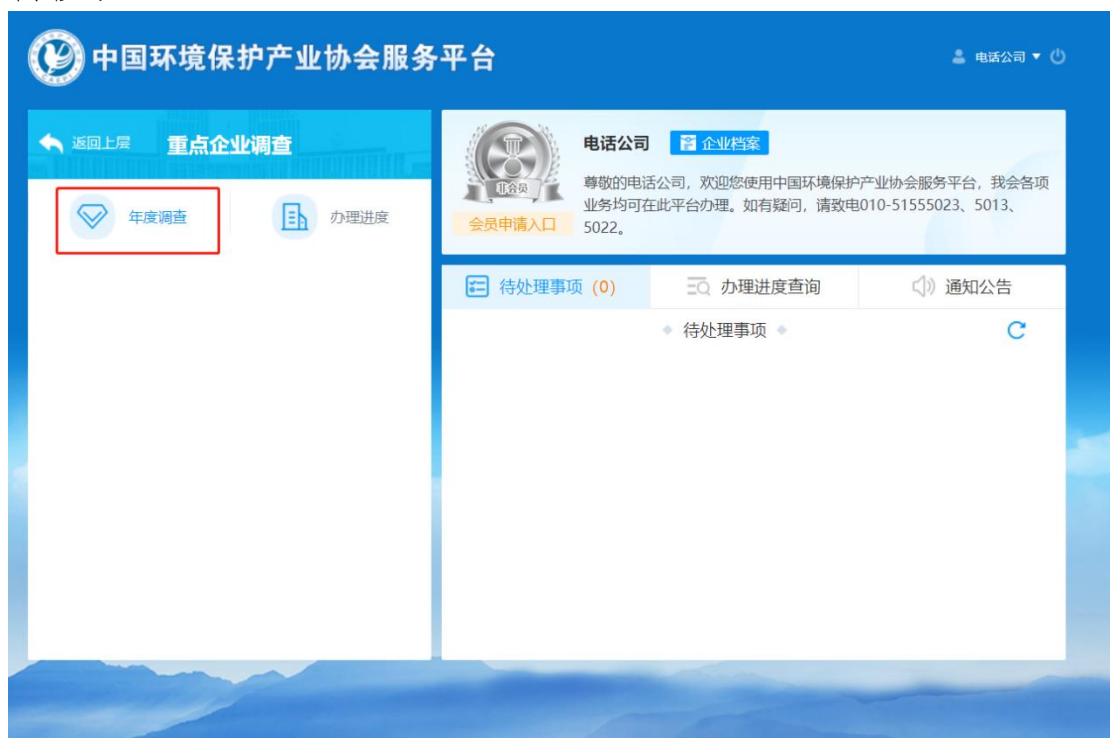 中国环境保护产业协会服务平台
电话公司
返回上层
重点企业调查
年度调查
办理进度
非会员
会员申请入口
电话公司
企业档案
尊敬的电话公司，欢迎您使用中国环境保护产业协会服务平台，我会各项
业务均可在此平台办理。如有疑问，请致电010-51555023、5013、
5022。
待处理事项 (0)
办理进度查询
通知公告
待处理事项